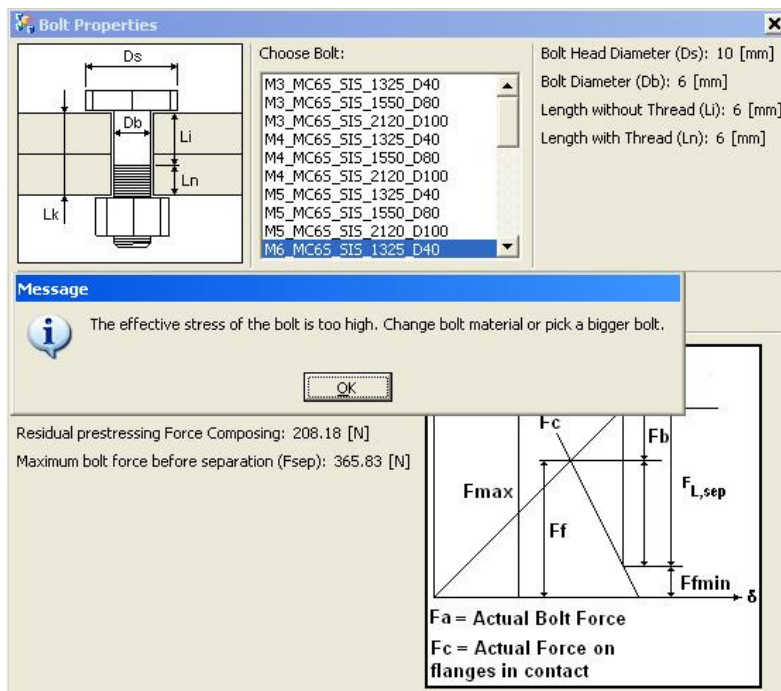 Bolt Properties
Ds
Db
Li
Ln
Lk
Choose Bolt:
M3_MC6S_SIS_1325_D40
M3_MC6S_SIS_1550_D80
M3_MC6S_SIS_2120_D100
M4_MC6S_SIS_1325_D40
M4_MC6S_SIS_1550_D80
M4_MC6S_SIS_2120_D100
M5_MC6S_SIS_1325_D40
M5_MC6S_SIS_1550_D80
M5_MC6S_SIS_2120_D100
M6_MC6S_SIS_1325_D40
Bolt Head Diameter (Ds): 10 [mm]
Bolt Diameter (Db): 6 [mm]
Length without Thread (Li): 6 [mm]
Length with Thread (Ln): 6 [mm]
Message
The effective stress of the bolt is too high. Change bolt material or pick a bigger bolt.
OK
Residual prestressing Force Composing: 208.18 [N]
Maximum bolt force before separation (Fsep): 365.83 [N]
Fc
Fb
Fmax
FL,sep
Ff
Ffmin
δ
Fa = Actual Bolt Force
Fc = Actual Force on
flanges in contact